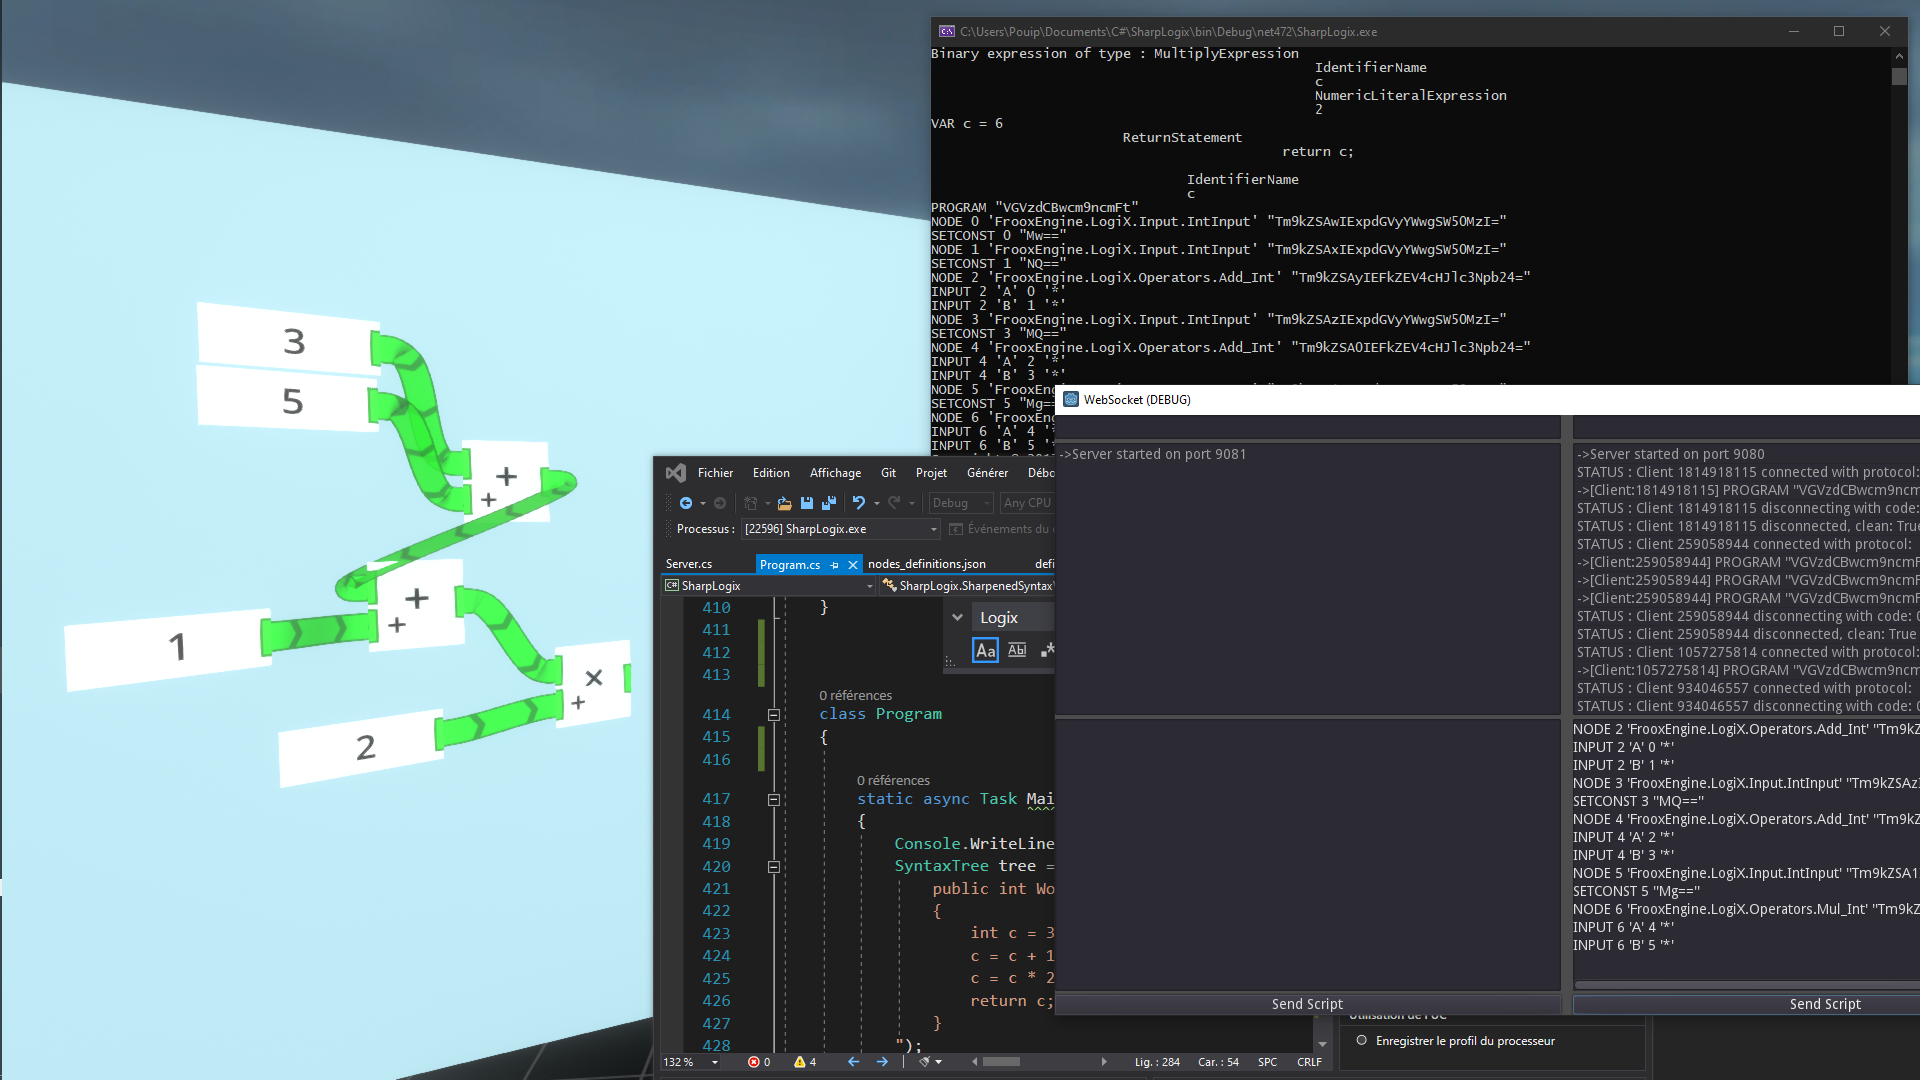 3
5
+
+
+
+
1
×
+
2
C:\Users\Pouip\Documents\C#\SharpLogix\bin\Debug\net472\SharpLogix.exe
Binary expression of type : MultiplyExpression
IdentifierName
c
NumericLiteralExpression
2
VAR c = 6
ReturnStatement
return c;
IdentifierName
c
PROGRAM "VGVzdCBwcm9ncmFt"
NODE 0 'FrooxEngine.LogiX.Input.IntInput' "Tm9kZSAwIExpdGVyYWwgSW50MzI="
SETCONST 0 "Mw=="
NODE 1 'FrooxEngine.LogiX.Input.IntInput' "Tm9kZSAxIExpdGVyYWwgSW50MzI="
SETCONST 1 "NQ=="
NODE 2 'FrooxEngine.LogiX.Operators.Add_Int' "Tm9kZSAyIEFkZEV4cHJlc3Npb24="
INPUT 2 'A' 0 '*'
INPUT 2 'B' 1 '*'
NODE 3 'FrooxEngine.LogiX.Input.IntInput' "Tm9kZSAzIExpdGVyYWwgSW50MzI="
SETCONST 3 "MQ=="
NODE 4 'FrooxEngine.LogiX.Operators.Add_Int' "Tm9kZSA0IEFkZEV4cHJlc3Npb24="
INPUT 4 'A' 2 '*'
INPUT 4 'B' 3 '*'
NODE 5 'FrooxEn
SETCONST 5 "Mg==
NODE 6 'FrooxEn
INPUT 6 'A' 4 '*
INPUT 6 'B' 5 '*
WebSocket (DEBUG)
->Server started on port 9081
->Server started on port 9080
STATUS : Client 1814918115 connected with protocol:
->[Client:1814918115] PROGRAM "VGVzdCBwcm9ncm
STATUS : Client 1814918115 disconnecting with code:
STATUS : Client 1814918115 disconnected, clean: True
STATUS : Client 259058944 connected with protocol:
->[Client:259058944] PROGRAM "VGVzdCBwcm9ncmF
->[Client:259058944] PROGRAM "VGVzdCBwcm9ncmF
->[Client:259058944] PROGRAM "VGVzdCBwcm9ncmF
STATUS : Client 259058944 disconnecting with code: 
STATUS : Client 259058944 disconnected, clean: True
STATUS : Client 1057275814 connected with protocol:
->[Client:1057275814] PROGRAM "VGVzdCBwcm9ncm
STATUS : Client 934046557 connected with protocol:
STATUS : Client 934046557 disconnecting with code: 
NODE 2 'FrooxEngine.LogiX.Operators.Add_Int' "Tm9kZ
INPUT 2 'A' 0 '*'
INPUT 2 'B' 1 '*'
NODE 3 'FrooxEngine.LogiX.Input.IntInput' "Tm9kZSAz
SETCONST 3 "MQ=="
NODE 4 'FrooxEngine.LogiX.Operators.Add_Int' "Tm9kZ
INPUT 4 'A' 2 '*'
INPUT 4 'B' 3 '*'
NODE 5 'FrooxEngine.LogiX.Input.IntInput' "Tm9kZSA1
SETCONST 5 "Mg=="
NODE 6 'FrooxEngine.LogiX.Operators.Mul_Int' "Tm9kZ
INPUT 6 'A' 4 '*'
INPUT 6 'B' 5 '*'
Send Script
Send Script
Fichier Edition Affichage Git Projet Générer Débo
Debug Any CPU
Processus : [22596] SharpLogix.exe Événements du
Server.cs Program.cs nodes_definitions.json defi
SharpLogix SharpLogix.SharpenedSyntax
Logix
Aa Abl .*
410 }
411
412
413
0 références
414 class Program
415 {
416
0 références
417 static async Task Mai
418 {
419 Console.WriteLine
420 SyntaxTree tree =
421 public int Wo
422 {
423 int c = 3
424 c = c + 1
425 c = c * 2
426 return c;
427 }
428 ");
132 % 0 4 Lig. : 284 Car. : 54 SPC CRLF
Enregistrer le profil du processeur